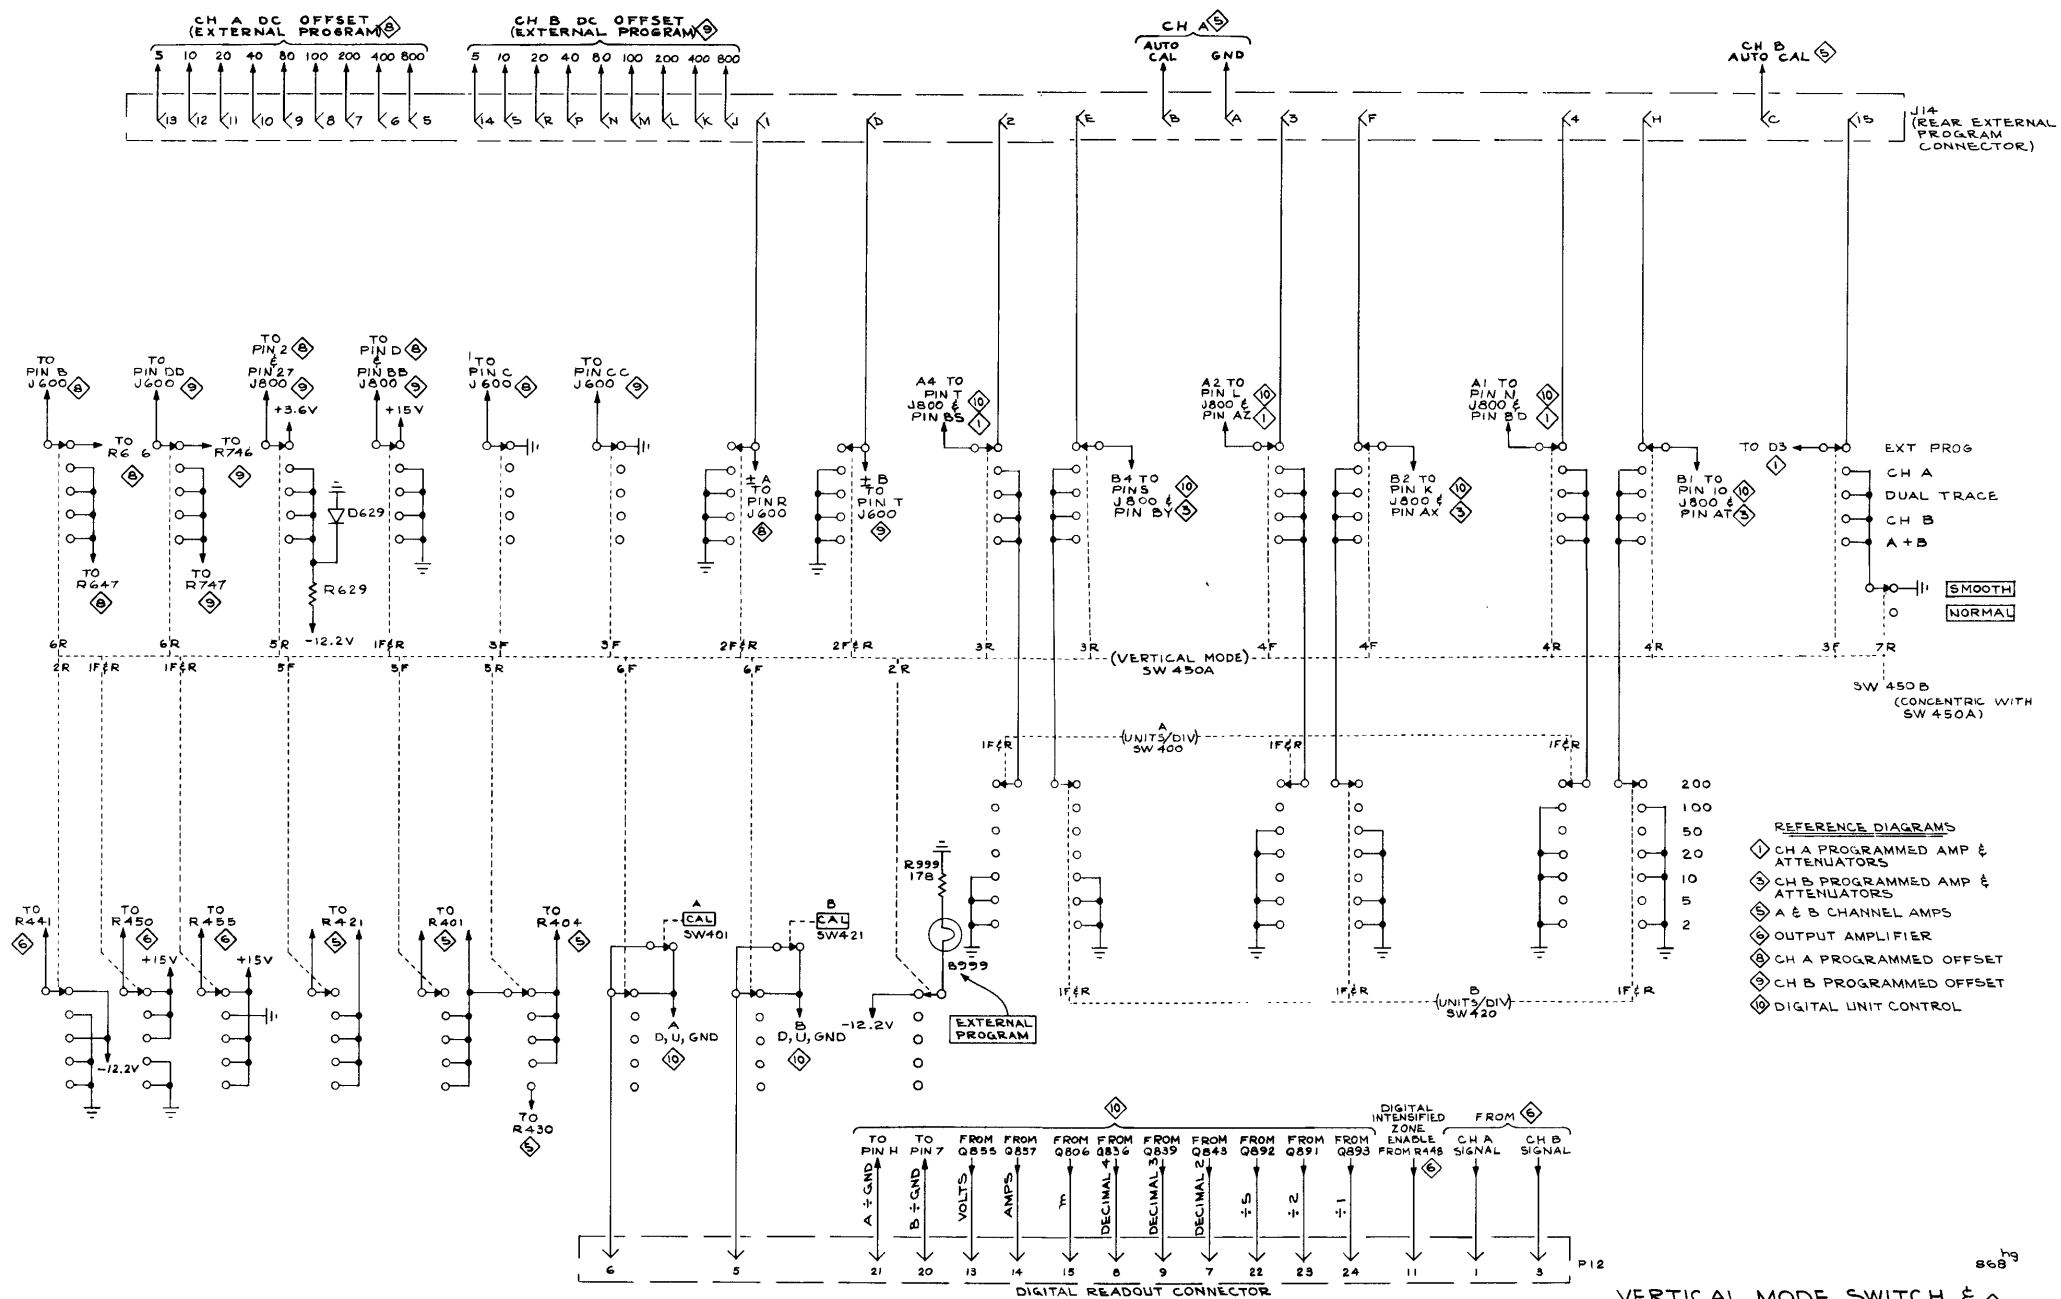 CH A DC OFFSET
(EXTERNAL PROGRAM) 8
5 10 20 40 80 100 200 400 800
CH B DC OFFSET
(EXTERNAL PROGRAM) 9
5 10 20 40 80 100 200 400 800
CH A 5
AUTO
CAL
GND
CH B
AUTO CAL 5
13 12 11 10 9 8 7 6 5
14 S R P N M L K J 1 D 2 E B A 3 F 4 H C 15
J14
(REAR EXTERNAL
PROGRAM
CONNECTOR)
TO
PIN B
J600 8
TO
PIN DD
J600 9
TO
PIN 2 8
&
PIN 27
J800 9
+3.6V
TO
PIN D 8
&
PIN BB
J800 9
+15V
TO
PIN C
J600 8
TO
PIN CC
J600 9
A4 TO
PIN T 10
J800 &
PIN BS 1
A2 TO
PIN L 10
J800 &
PIN AZ 1
A1 TO
PIN N 10
J800 &
PIN BD 1
TO
R6 6
8
TO
R746
9
TO
R647
8
TO
R747
9
D629
R629
-12.2V
± A
TO
PIN R
J600
8
± B
TO
PIN T
J600
9
B4 TO
PIN S 10
J800 &
PIN BY 3
B2 TO
PIN K 10
J800 &
PIN AX 3
B1 TO
PIN 10 10
J800 &
PIN AT 3
TO D3
1
EXT PROG
CH A
DUAL TRACE
CH B
A + B
SMOOTH
NORMAL
6R 6R 5R 1F&R 3F 3F 2F&R 2F&R 3R 3R 4F 4F 4R 4R 3F 7R
2R 1F&R 1F&R 5F 5F 5R 6F 6F 2R
(VERTICAL MODE)
SW 450A
SW 450B
(CONCENTRIC WITH
SW 450A)
A
(UNITS/DIV)
SW 400
1F&R 1F&R 1F&R
200
100
50
20
10
5
2
REFERENCE DIAGRAMS
1 CH A PROGRAMMED AMP &
ATTENUATORS
3 CH B PROGRAMMED AMP &
ATTENUATORS
5 A & B CHANNEL AMPS
6 OUTPUT AMPLIFIER
8 CH A PROGRAMMED OFFSET
9 CH B PROGRAMMED OFFSET
10 DIGITAL UNIT CONTROL
TO
R441
6
TO
R450
6
+15V
TO
R455
6
+15V
TO
R421
5
TO
R401
5
TO
R404
5
-12.2V
TO
R430
5
A
CAL
SW401
B
CAL
SW421
A
D, U, GND
10
B
D, U, GND
10
R999
178
B999
-12.2V
EXTERNAL
PROGRAM
1F&R 1F&R 1F&R
B
(UNITS/DIV)
SW 420
10
TO
PIN H
TO
PIN 7
FROM
Q855
FROM
Q857
FROM
Q806
FROM
Q836
FROM
Q839
FROM
Q843
FROM
Q892
FROM
Q891
FROM
Q893
DIGITAL
INTENSIFIED
ZONE
ENABLE
FROM R448
6
FROM 6
CH A
SIGNAL
CH B
SIGNAL
A ÷ GND
B ÷ GND
VOLTS
AMPS
m
DECIMAL 4
DECIMAL 3
DECIMAL 2
÷5
÷2
÷1
6 5 21 20 13 14 15 8 9 7 22 23 24 11 1 3
P12
DIGITAL READOUT CONNECTOR
hg
868
VERTICAL MODE SWITCH &